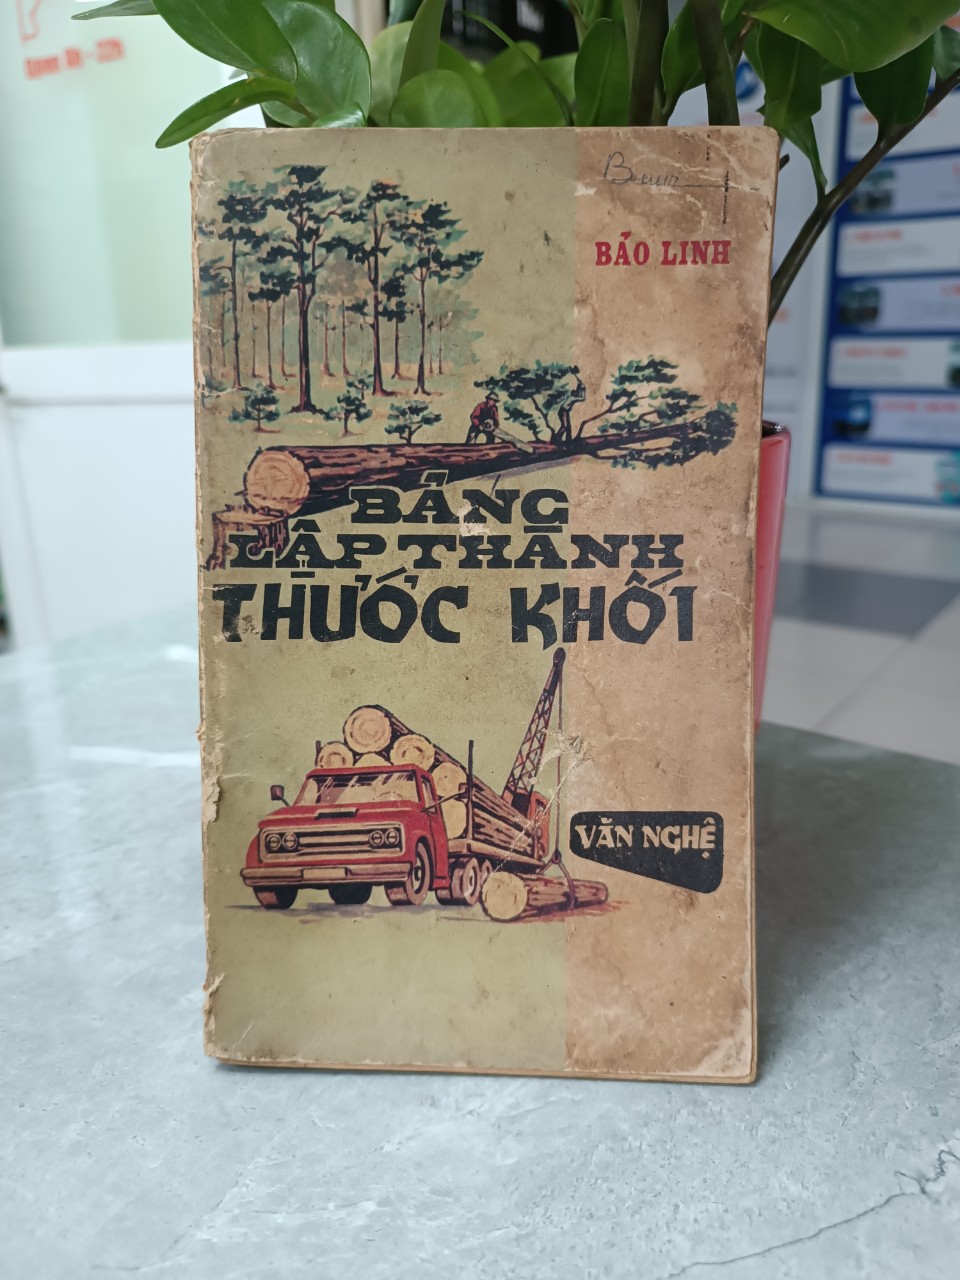 BẢO LINH
BẢNG
LẬP THÀNH
THƯỚC KHỐI
VĂN NGHỆ